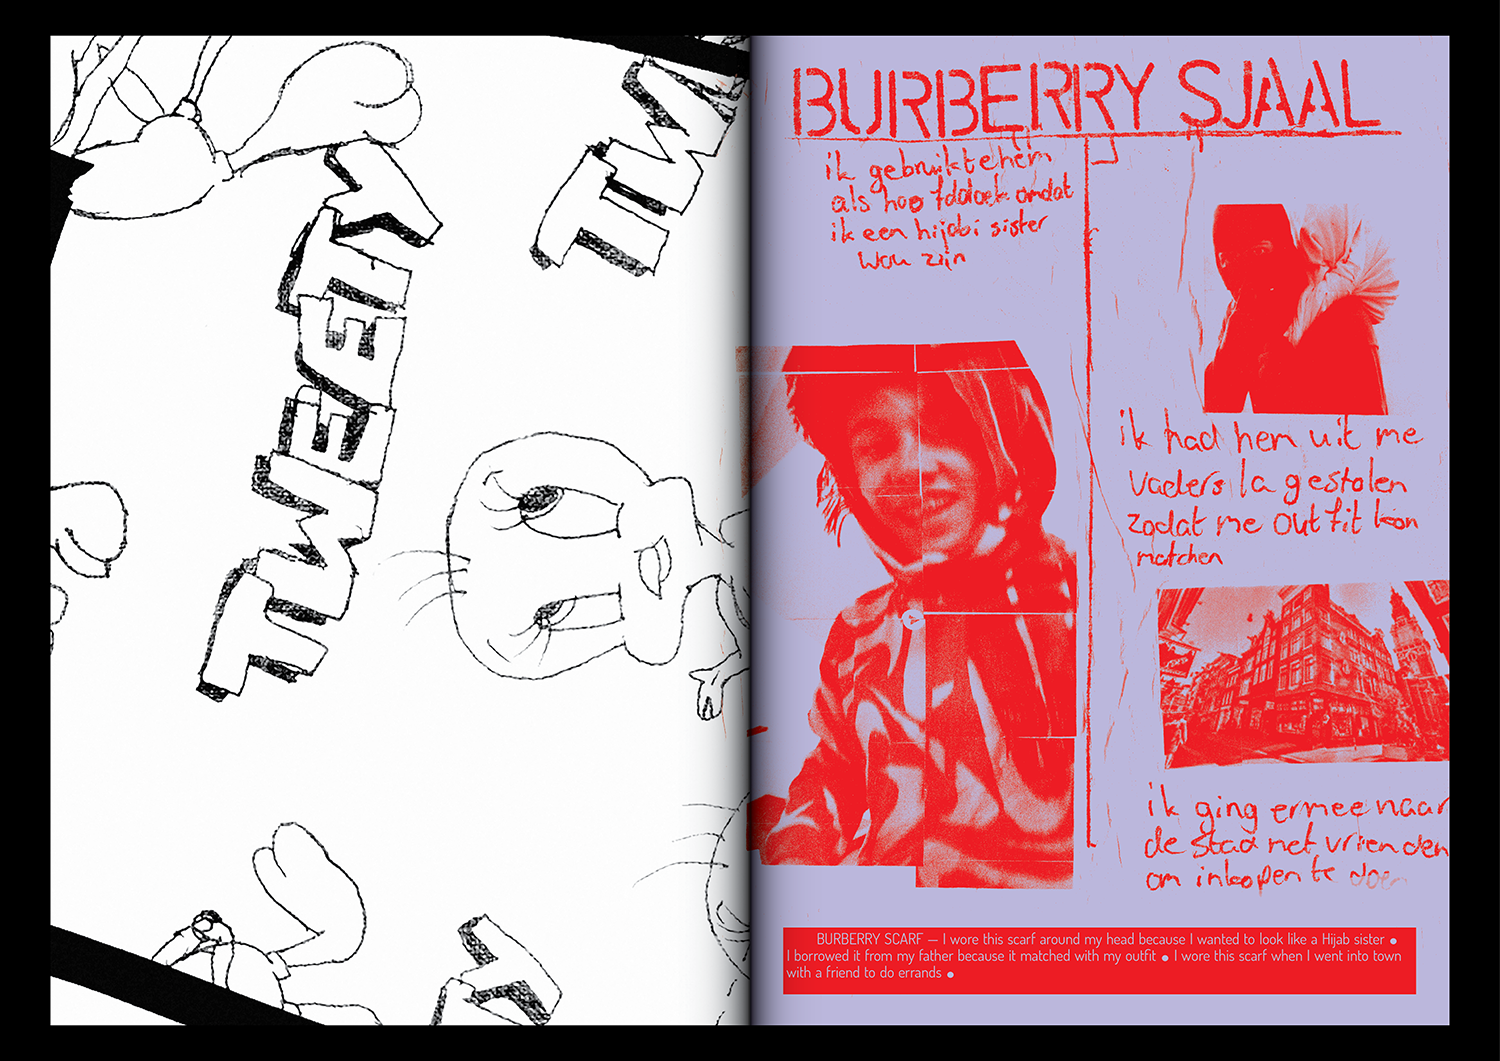 TWEETY
TW
TY
BURBERRY SJAAL
ik gebruikte hem
als hoofddoek omdat
ik een hijabi sister
wou zijn
ik had hem uit me
vaders la gestolen
zodat me outfit kon
matchen
ik ging ermee naar
de stad met vrienden
om inkopen te doen
BURBERRY SCARF — I wore this scarf around my head because I wanted to look like a Hijab sister ●
I borrowed it from my father because it matched with my outfit ● I wore this scarf when I went into town
with a friend to do errands ●